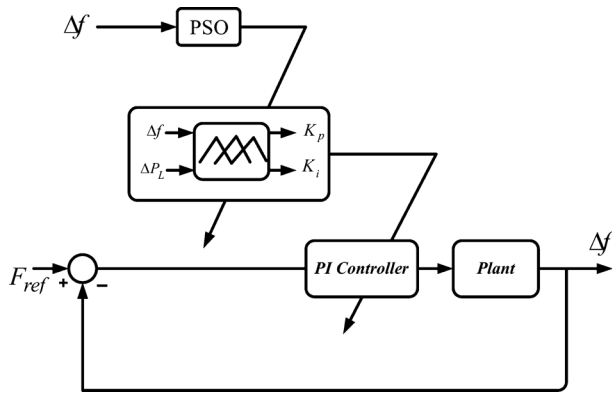 Δf
PSO
Δf
K_p
ΔP_L
K_i
Δf
F_ref
+
−
PI Controller
Plant